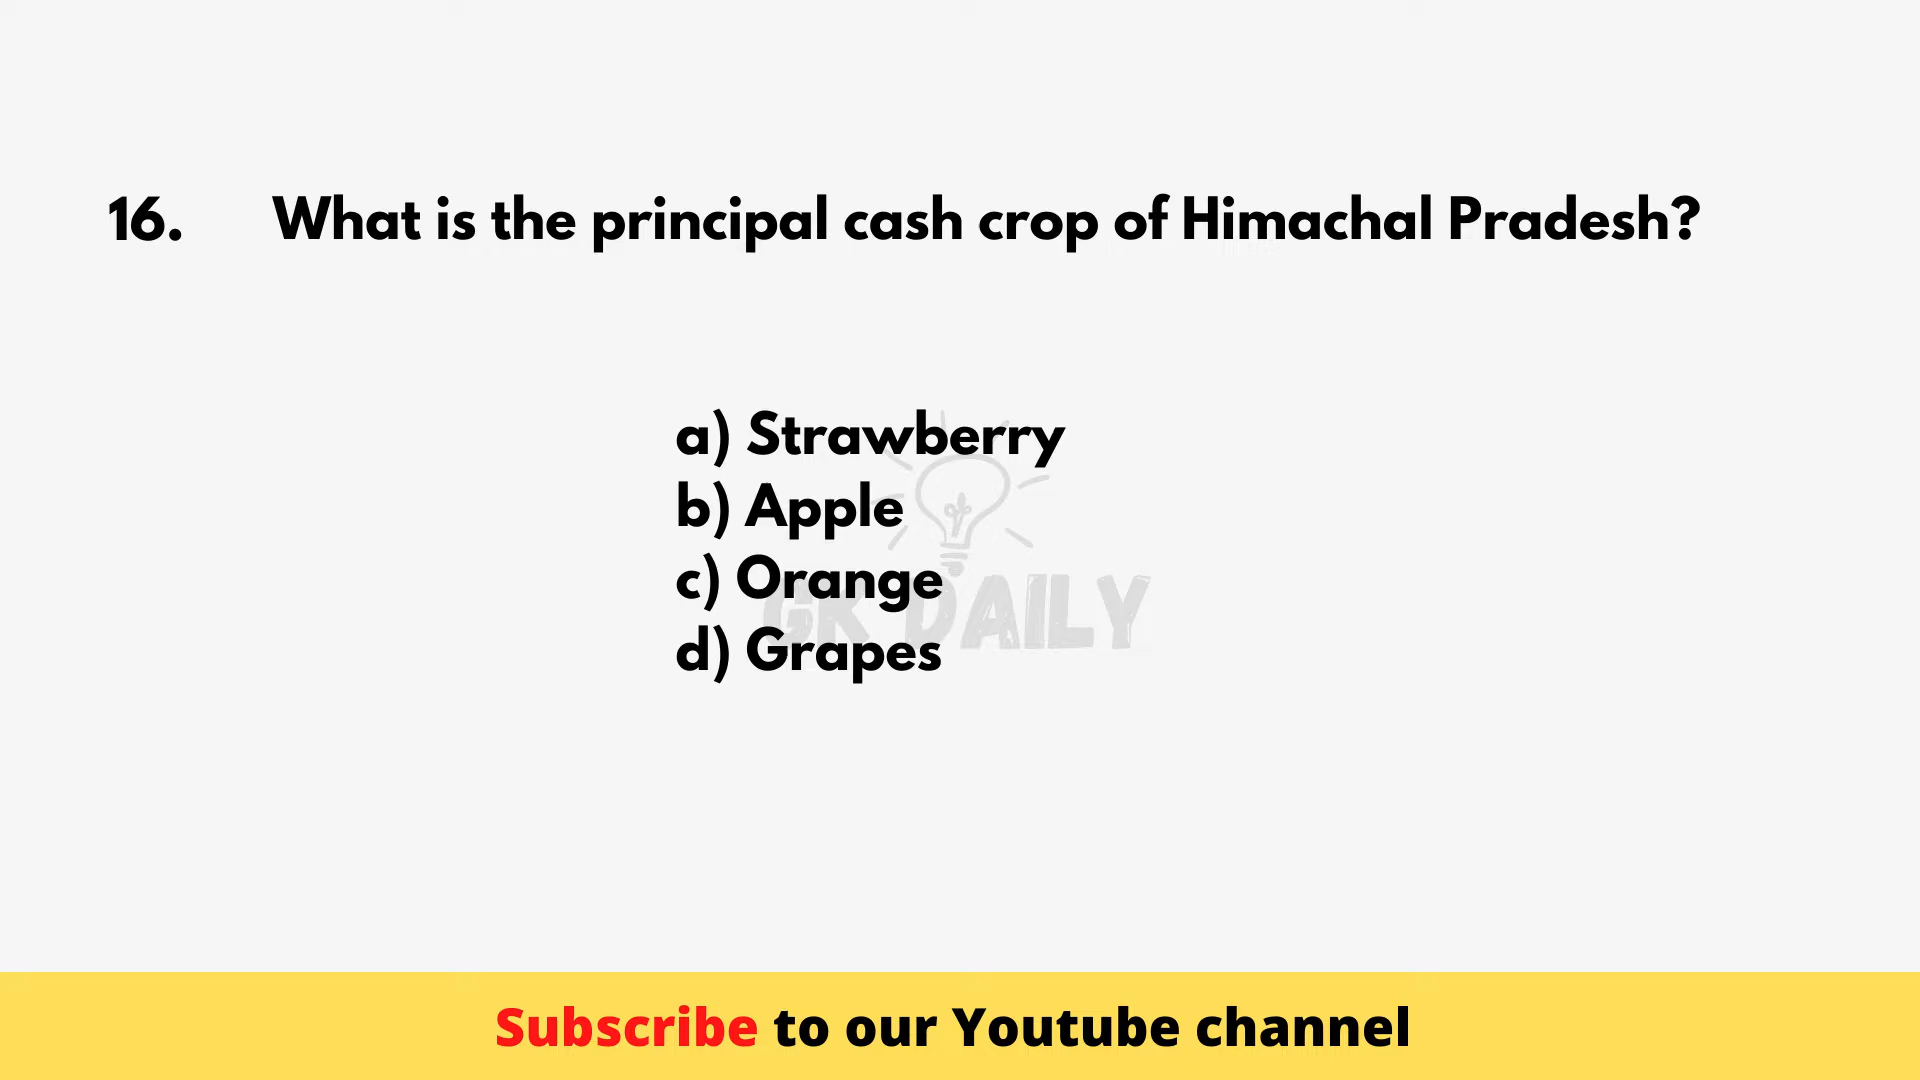 16. What is the principal cash crop of Himachal Pradesh?
a) Strawberry
b) Apple
c) Orange
d) Grapes
GK DAILY
Subscribe to our Youtube channel